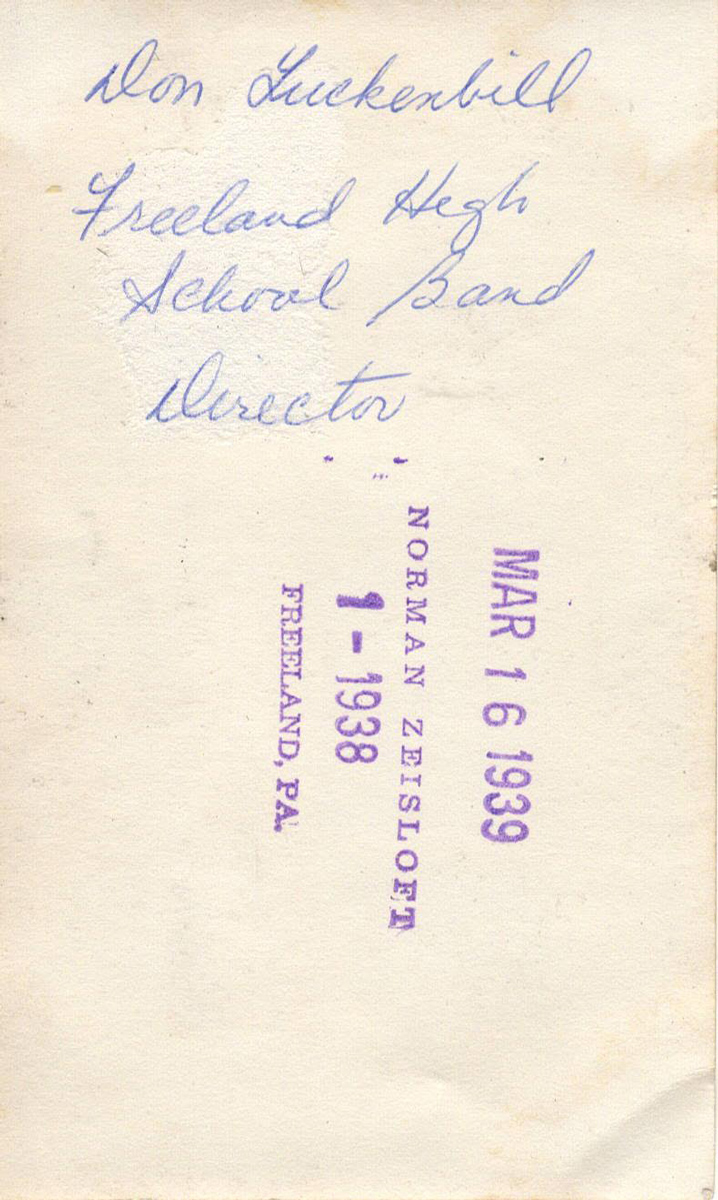 Don Luckenbill
Freeland High
School Band
Director
MAR 16 1939
NORMAN ZEISLOFT
1-1938
FREELAND, PA.